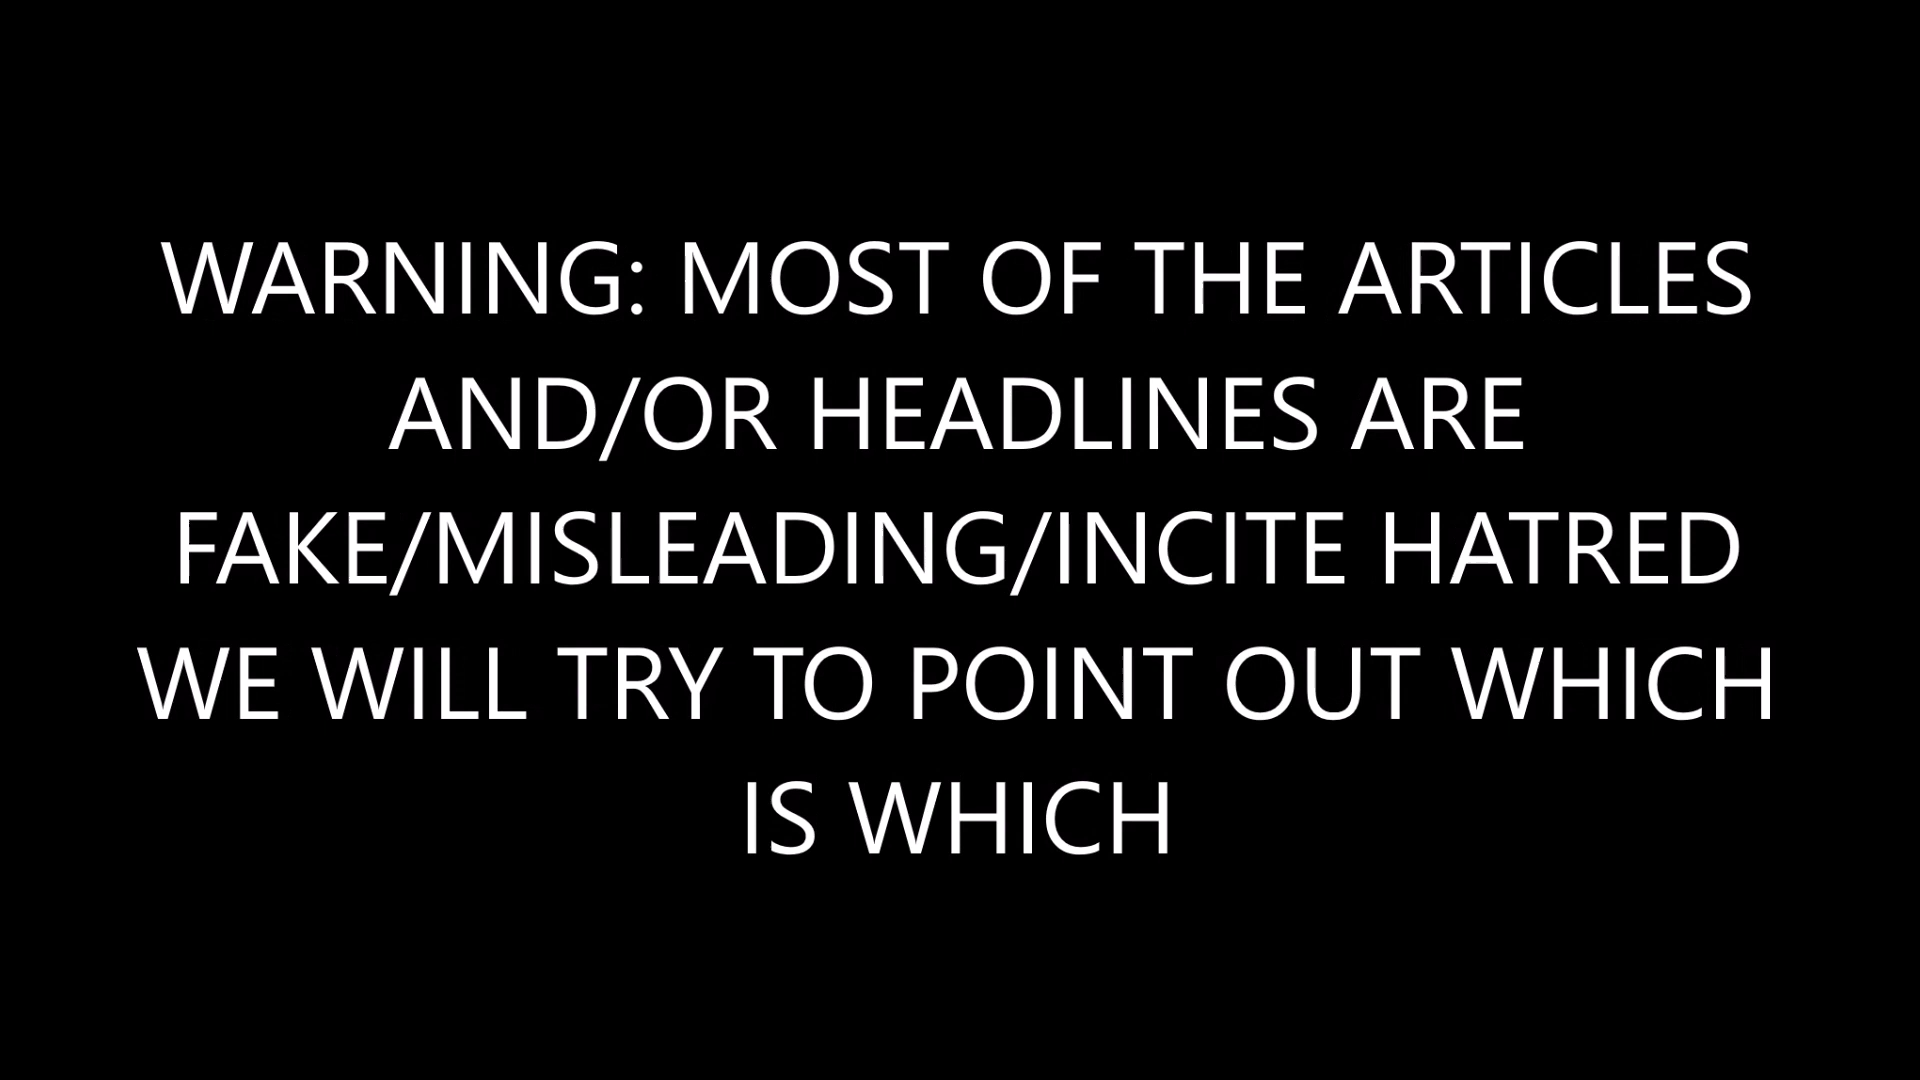 WARNING: MOST OF THE ARTICLES
AND/OR HEADLINES ARE
FAKE/MISLEADING/INCITE HATRED
WE WILL TRY TO POINT OUT WHICH
IS WHICH